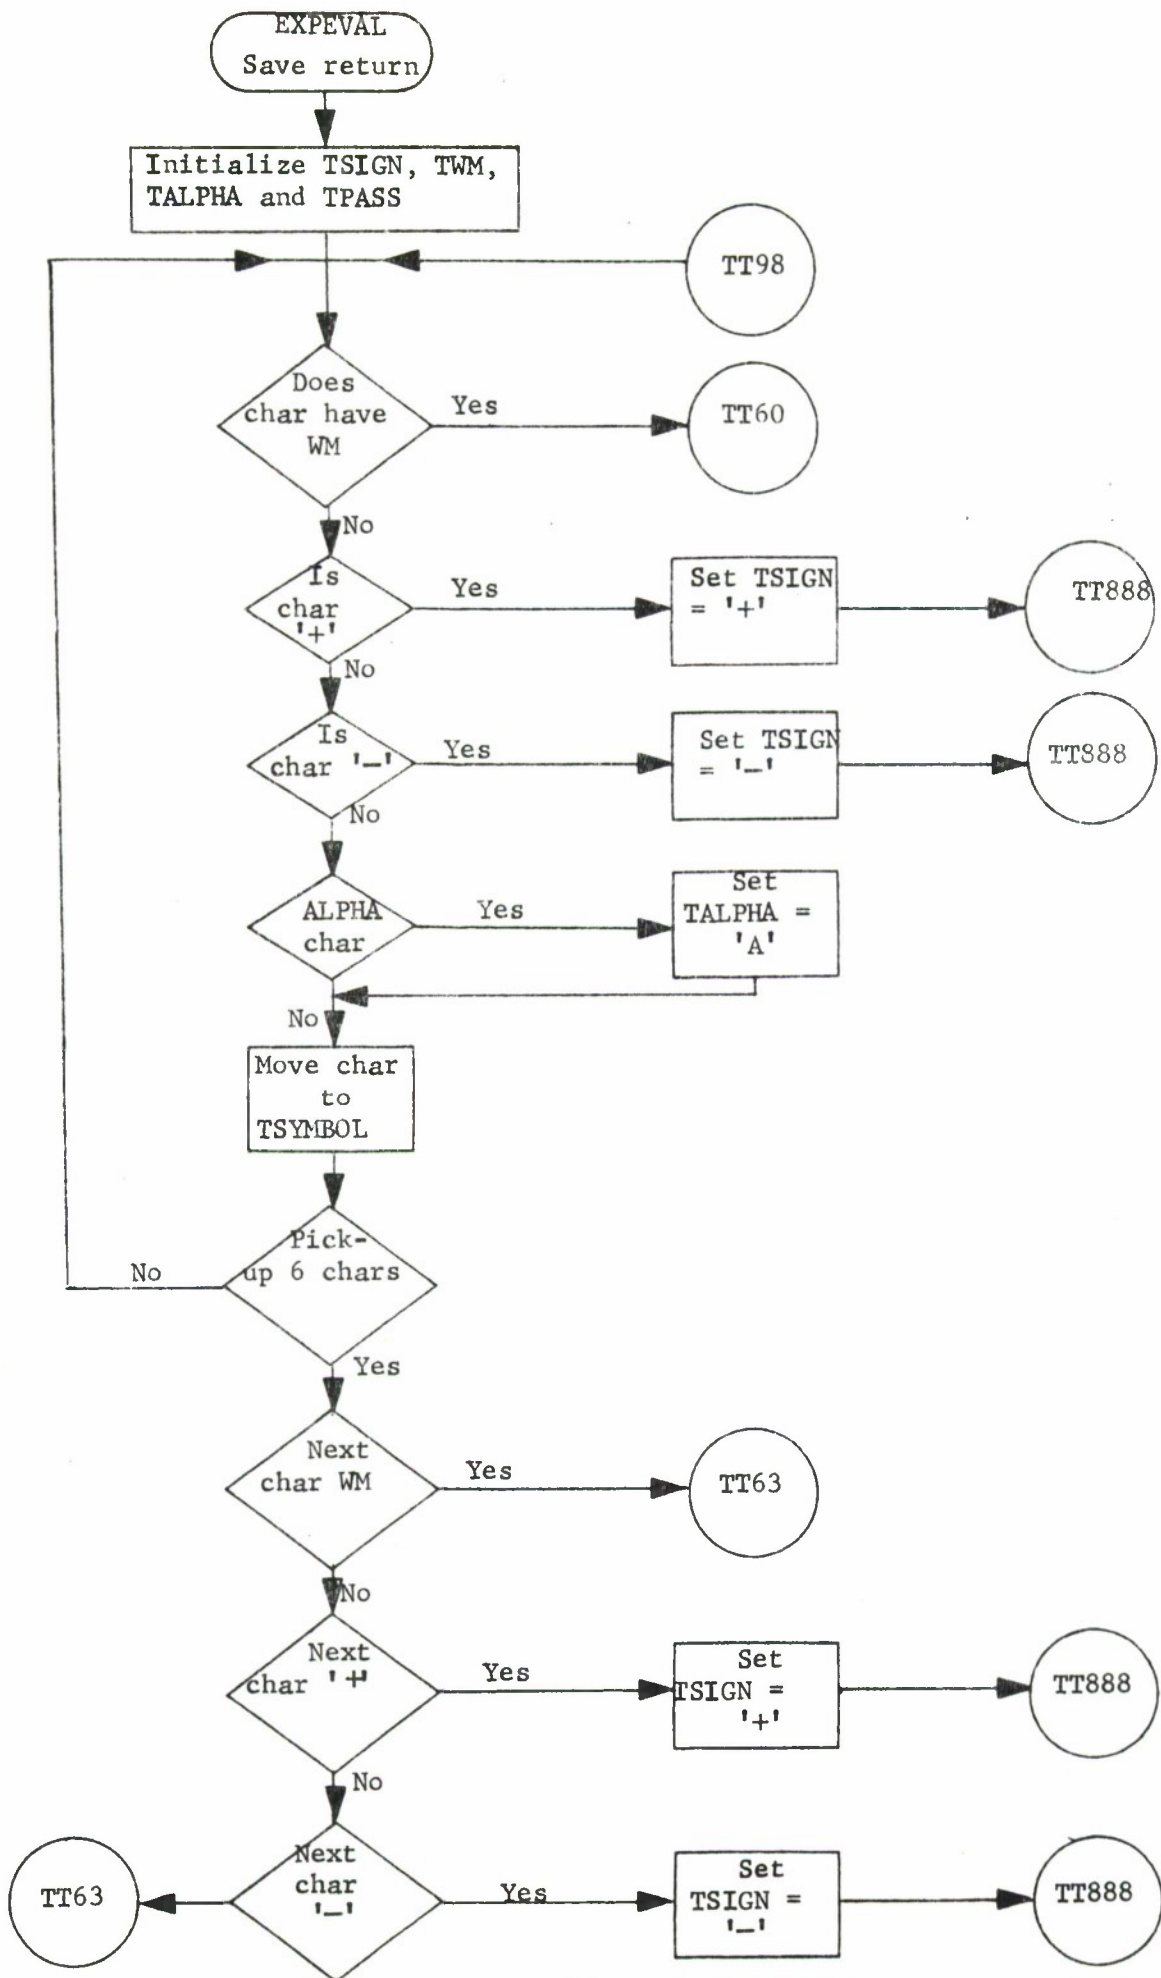 EXPEVAL
Save return
Initialize TSIGN, TWM,
TALPHA and TPASS
TT98
Does
char have
WM
Yes
TT60
No
Is
char
'+'
Yes
Set TSIGN
= '+'
TT888
No
Is
char '-'
Yes
Set TSIGN
= '-'
TT888
No
ALPHA
char
Yes
Set
TALPHA =
'A'
No
Move char
to
TSYMBOL
Pick-
up 6 chars
No
Yes
Next
char WM
Yes
TT63
No
Next
char '+'
Yes
Set
TSIGN =
'+'
TT888
No
Next
char
'-'
TT63
Yes
Set
TSIGN =
'-'
TT888